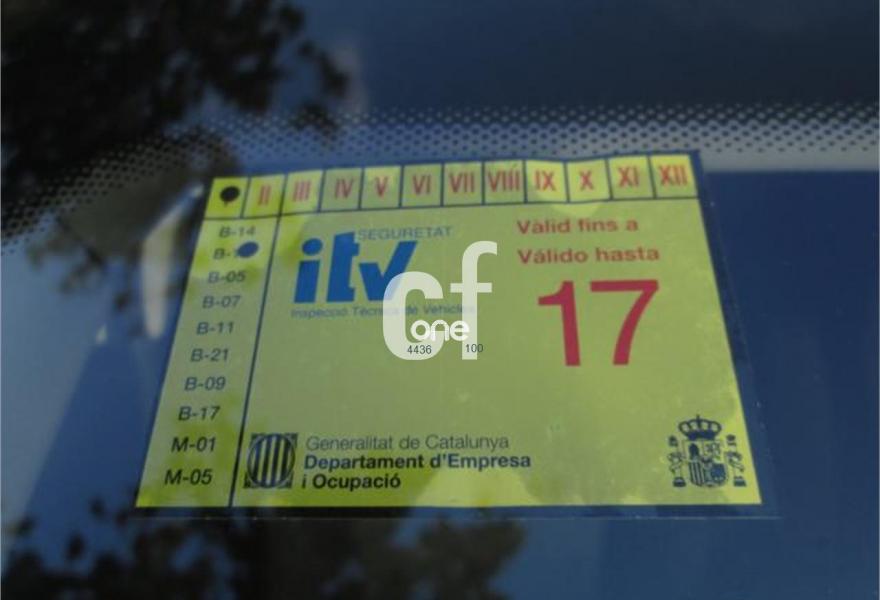 II III IV V VI VII VIII IX X XI XII
B-14
B-05
B-07
B-11
B-21
B-09
B-17
M-01
M-05
SEGURETAT
itv
Inspecció Tècnica de Vehicles
Vàlid fins a
Válido hasta
17
cf
one
4436 100
Generalitat de Catalunya
Departament d'Empresa
i Ocupació